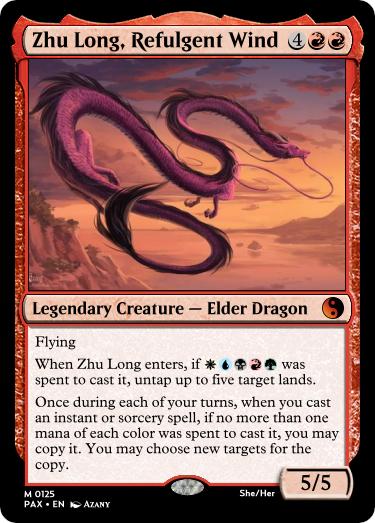 Zhu Long, Refulgent Wind 4
Legendary Creature — Elder Dragon
Flying
When Zhu Long enters, if was
spent to cast it, untap up to five target lands.
Once during each of your turns, when you cast
an instant or sorcery spell, if no more than one
mana of each color was spent to cast it, you may
copy it. You may choose new targets for the
copy.
5/5
M 0125
She/Her
PAX • EN Azany